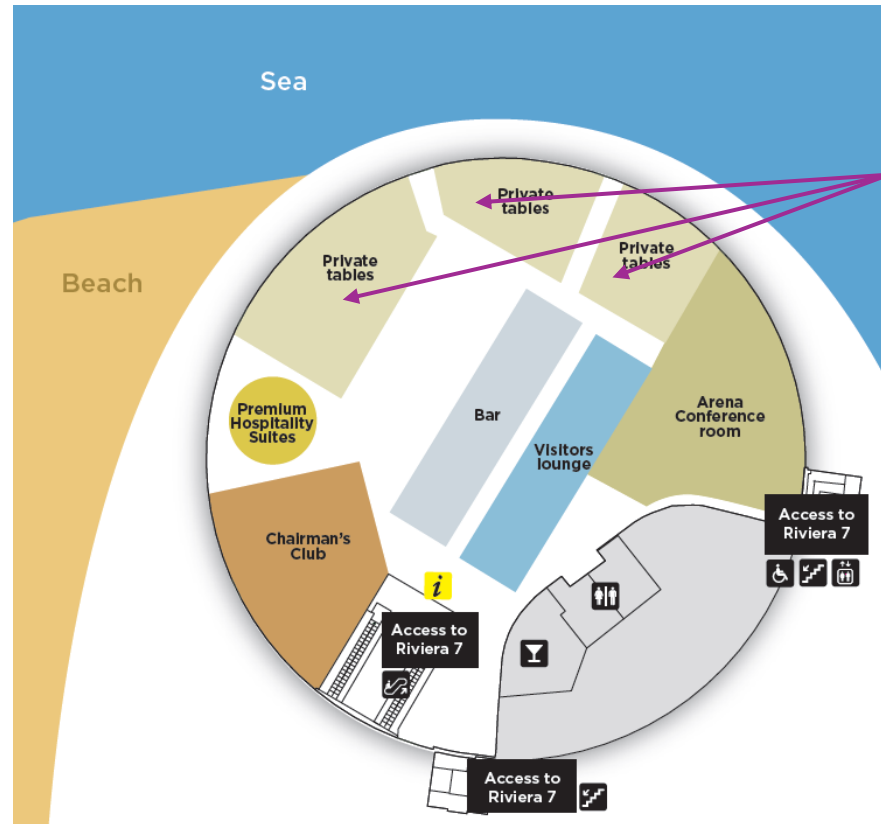 Sea
Beach
Private
tables
Private
tables
Private
tables
Premium
Hospitality
Suites
Bar
Arena
Conference
room
Visitors
lounge
Chairman's
Club
Access to
Riviera 7
i
Access to
Riviera 7
Access to
Riviera 7